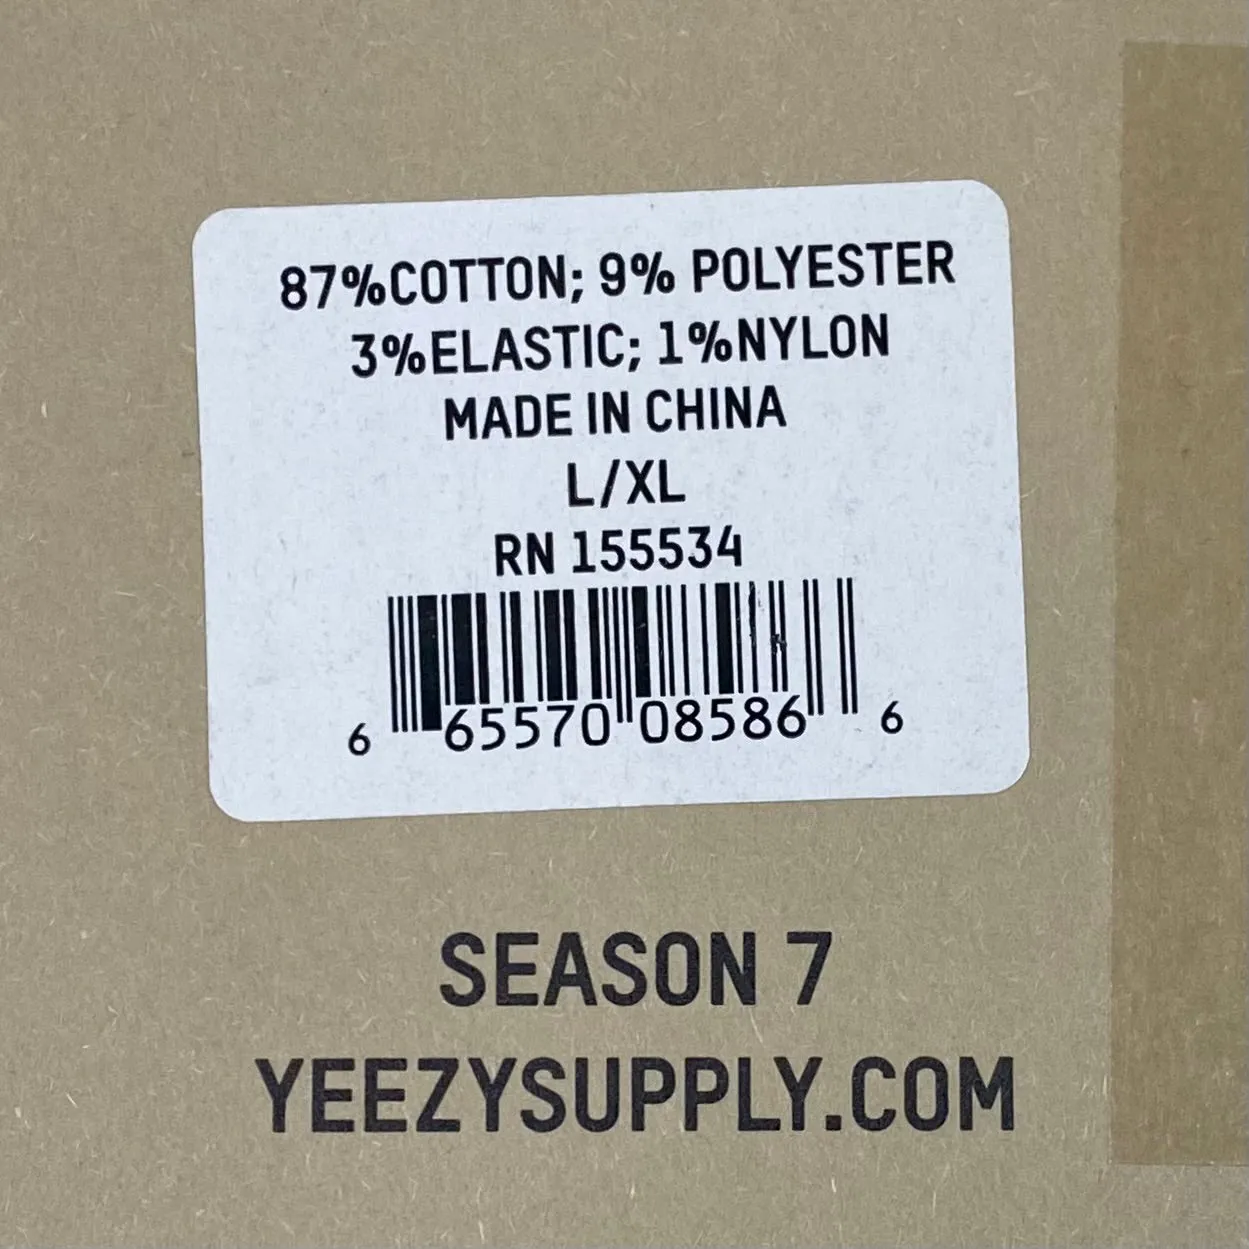 87%COTTON; 9% POLYESTER
3%ELASTIC; 1%NYLON
MADE IN CHINA
L/XL
RN 155534
6 65570 08586 6
SEASON 7
YEEZYSUPPLY.COM